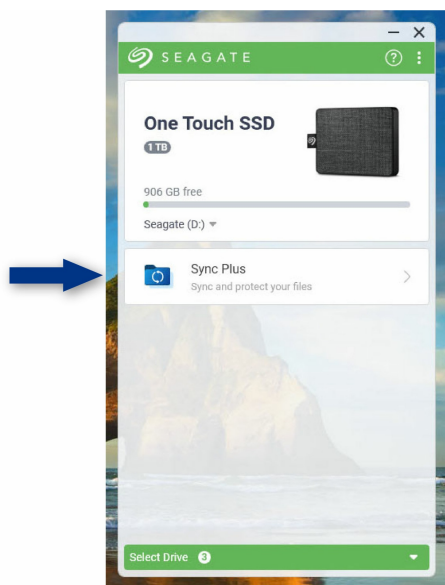 SEAGATE
One Touch SSD
1 TB
906 GB free
Seagate (D:)
Sync Plus
Sync and protect your files
Select Drive 3